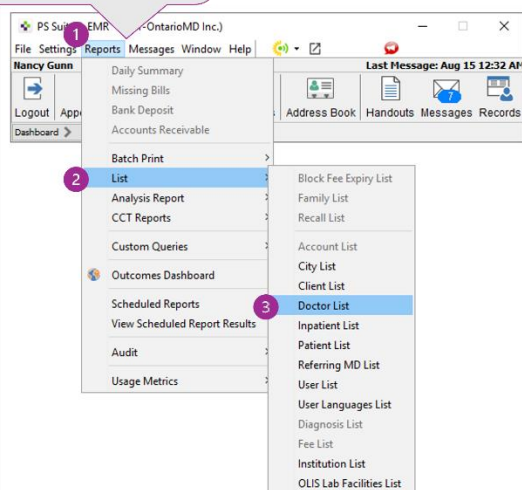 PS Suit EMR -OntarioMD Inc.)
1
File Settings Reports Messages Window Help
Nancy Gunn Last Message: Aug 15 12:32 AM
Logout Appo Address Book Handouts Messages Records
7
Dashboard
Daily Summary
Missing Bills
Bank Deposit
Accounts Receivable
Batch Print
2
List
Analysis Report
CCT Reports
Custom Queries
Outcomes Dashboard
Scheduled Reports
View Scheduled Report Results
Audit
Usage Metrics
Block Fee Expiry List
Family List
Recall List
Account List
City List
Client List
3
Doctor List
Inpatient List
Patient List
Referring MD List
User List
User Languages List
Diagnosis List
Fee List
Institution List
OLIS Lab Facilities List